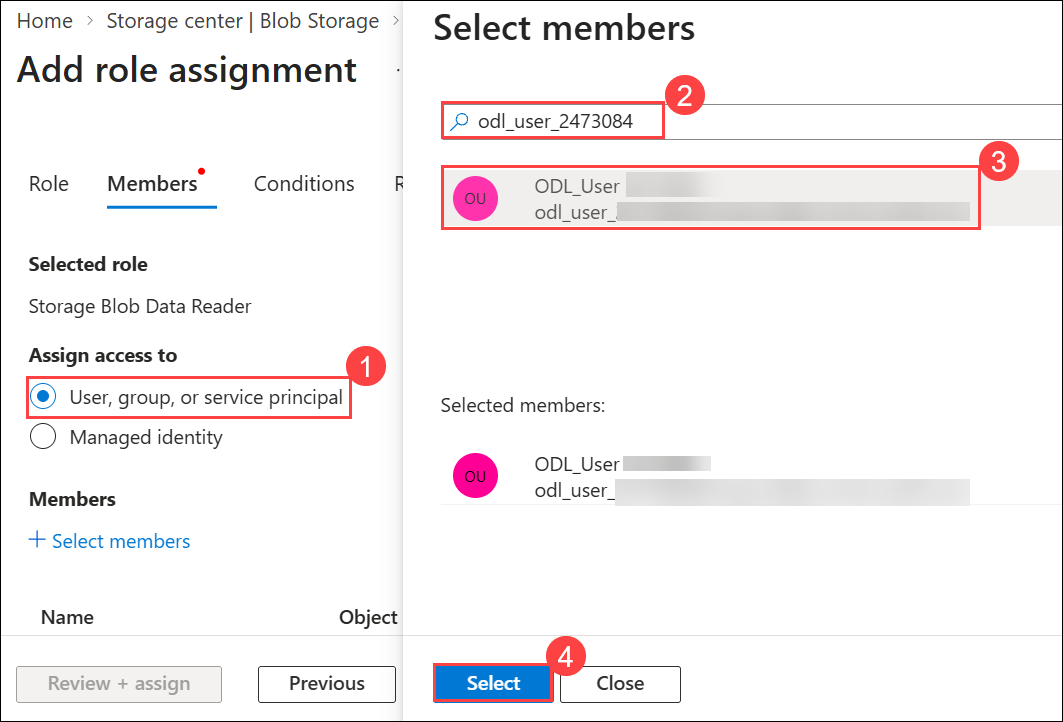 Home > Storage center | Blob Storage >
Add role assignment
Role Members Conditions R
Selected role
Storage Blob Data Reader
Assign access to
1
User, group, or service principal
Managed identity
Members
+ Select members
Name Object
Review + assign Previous
Select members
2
odl_user_2473084
3
OU
ODL_User
odl_user_
Selected members:
OU
ODL_User
odl_user_
4
Select Close